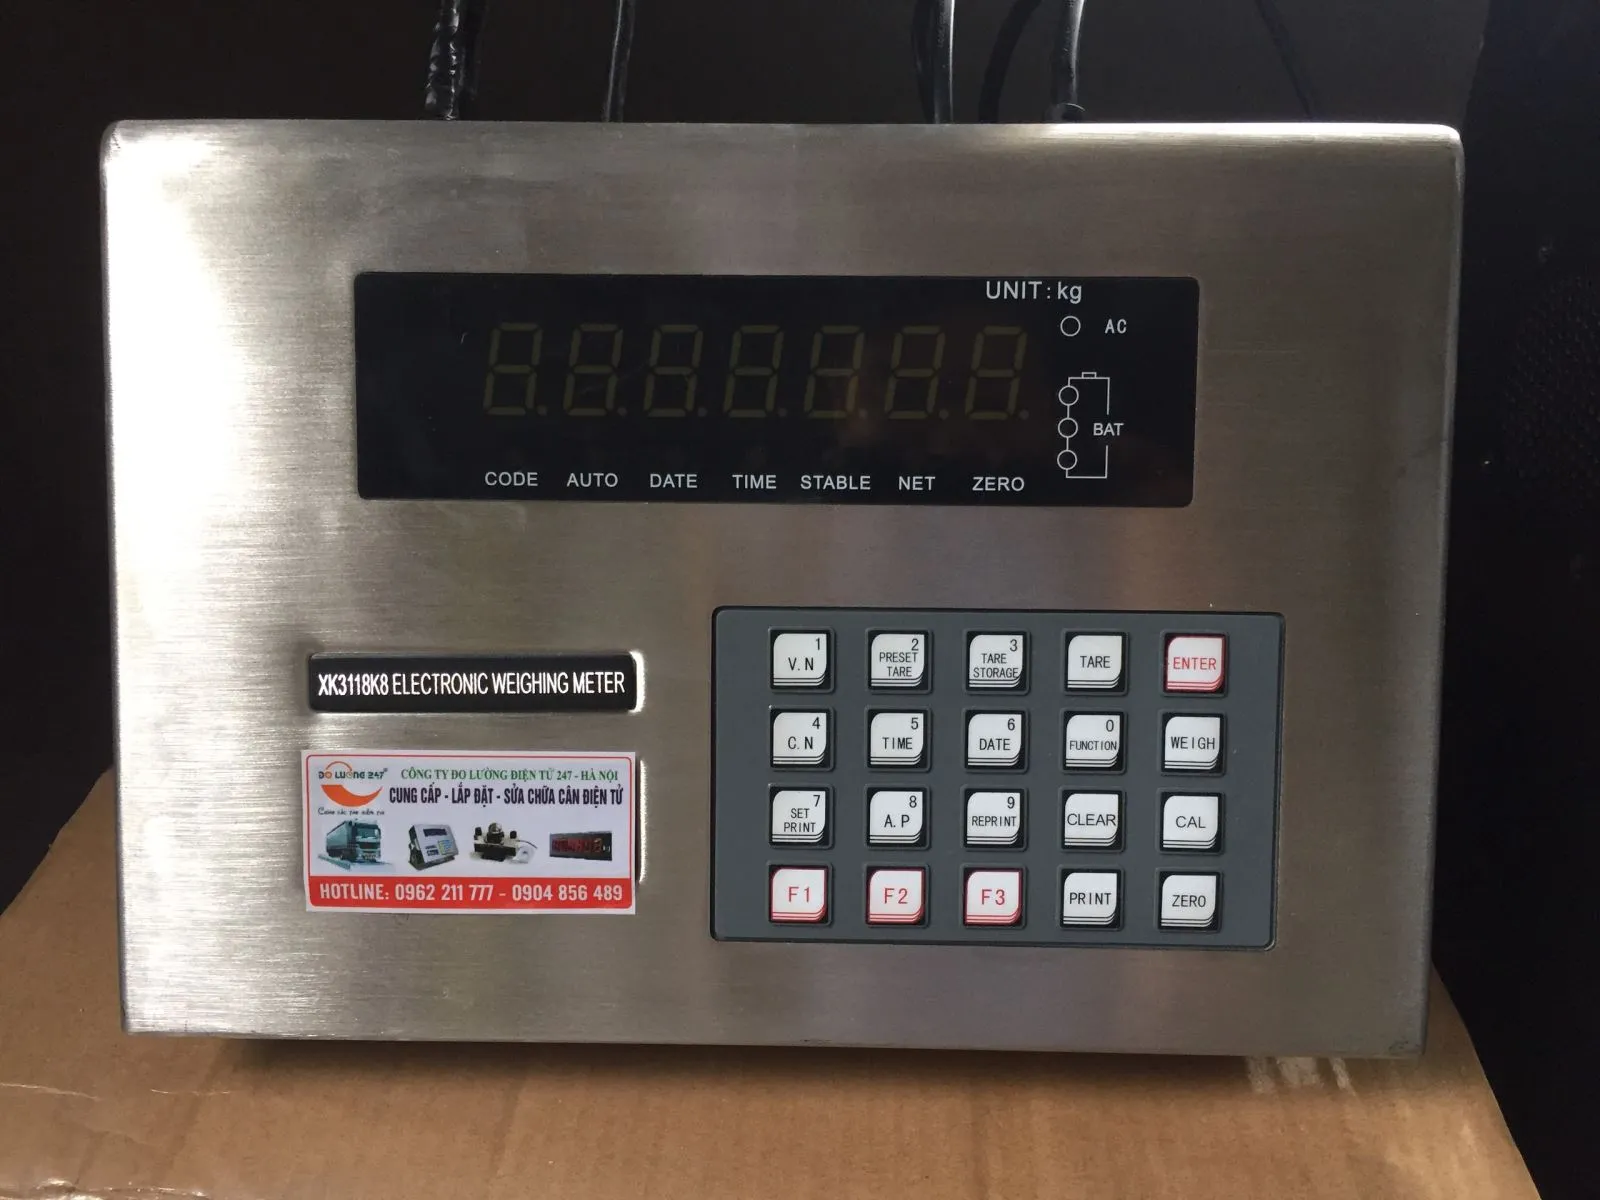 UNIT:kg
AC
BAT
CODE AUTO DATE TIME STABLE NET ZERO
XK3118K8 ELECTRONIC WEIGHING METER
ĐO LƯỜNG 247®
CÔNG TY ĐO LƯỜNG ĐIỆN TỬ 247 - HÀ NỘI
CUNG CẤP - LẮP ĐẶT - SỬA CHỮA CÂN ĐIỆN TỬ
HOTLINE: 0962 211 777 - 0904 856 489
1 V.N
2 PRESET TARE
3 TARE STORAGE
TARE
ENTER
4 C.N
5 TIME
6 DATE
0 FUNCTION
WEIGH
7 SET PRINT
8 A.P
9 REPRINT
CLEAR
CAL
F1
F2
F3
PRINT
ZERO